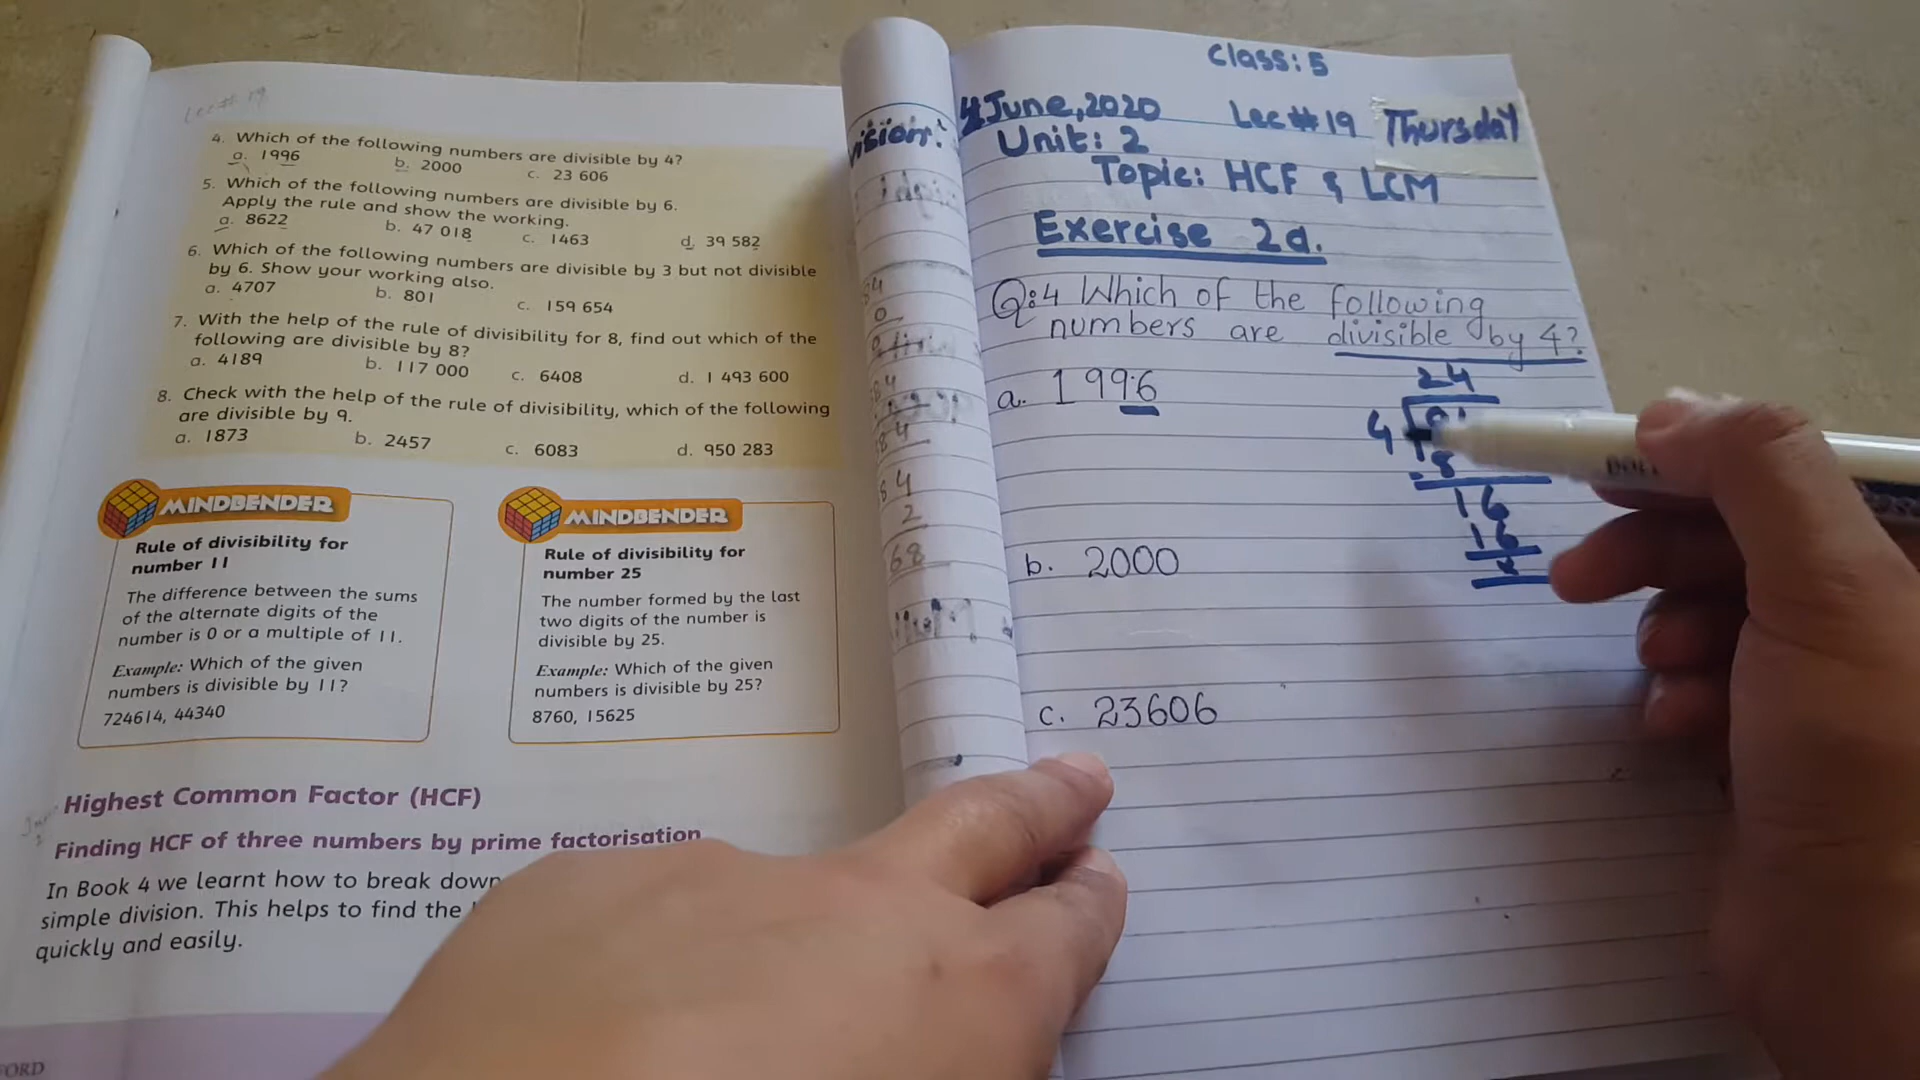 Lec# 19
4. Which of the following numbers are divisible by 4?
a. 1996 b. 2000 c. 23 606
5. Which of the following numbers are divisible by 6.
Apply the rule and show the working.
a. 8622 b. 47 018 c. 1463 d. 39 582
6. Which of the following numbers are divisible by 3 but not divisible
by 6. Show your working also.
a. 4707 b. 801 c. 159 654
7. With the help of the rule of divisibility for 8, find out which of the
following are divisible by 8?
a. 4189 b. 117 000 c. 6408 d. 1 493 600
8. Check with the help of the rule of divisibility, which of the following
are divisible by 9.
a. 1873 b. 2457 c. 6083 d. 950 283
MINDBENDER
Rule of divisibility for
number 11
The difference between the sums
of the alternate digits of the
number is 0 or a multiple of 11.
Example: Which of the given
numbers is divisible by 11?
724614, 44340
MINDBENDER
Rule of divisibility for
number 25
The number formed by the last
two digits of the number is
divisible by 25.
Example: Which of the given
numbers is divisible by 25?
8760, 15625
Highest Common Factor (HCF)
Finding HCF of three numbers by prime factorisation
In Book 4 we learnt how to break down
simple division. This helps to find the
quickly and easily.
Class: 5
4 June, 2020 Lec# 19 Thursday
Unit: 2
Topic: HCF & LCM
Exercise 2a.
Q:4 Which of the following
numbers are divisible by 4?
a. 1996
24
4
8
16
16
x
b. 2000
c. 23606